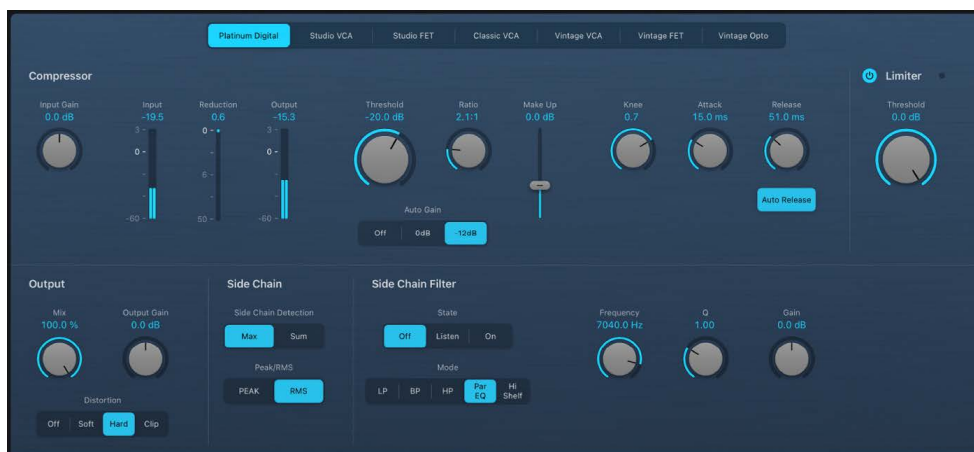 Platinum Digital Studio VCA Studio FET Classic VCA Vintage VCA Vintage FET Vintage Opto
Compressor
Limiter
Input Gain Input Reduction Output Threshold Ratio Make Up Knee Attack Release Threshold
0.0 dB -19.5 0.6 -15.3 -20.0 dB 2.1:1 0.0 dB 0.7 15.0 ms 51.0 ms 0.0 dB
3 - 0 - 3 -
0 - 0 -
6 -
-60 - 50 - -60 -
Auto Release
Auto Gain
Off 0dB -12dB
Output Side Chain Side Chain Filter
Mix Output Gain Side Chain Detection State Frequency Q Gain
100.0 % 0.0 dB 7040.0 Hz 1.00 0.0 dB
Max Sum Off Listen On
Peak/RMS Mode
PEAK RMS LP BP HP Par EQ Hi Shelf
Distortion
Off Soft Hard Clip